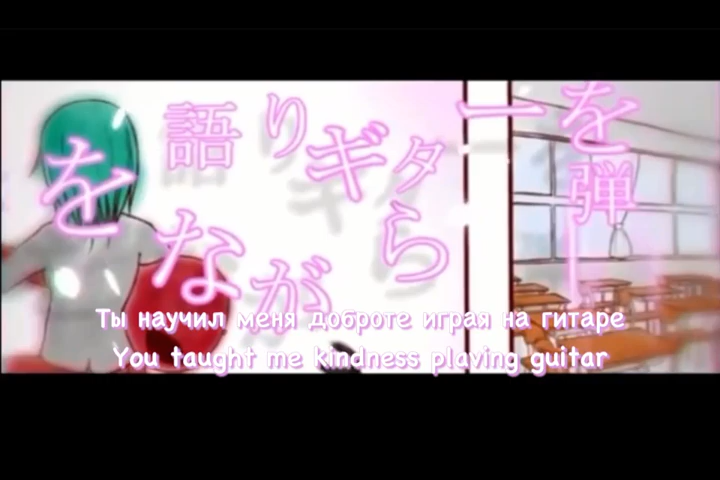 を語りギターを弾
ながら
Ты научил меня доброте играя на гитаре
You taught me kindness playing guitar